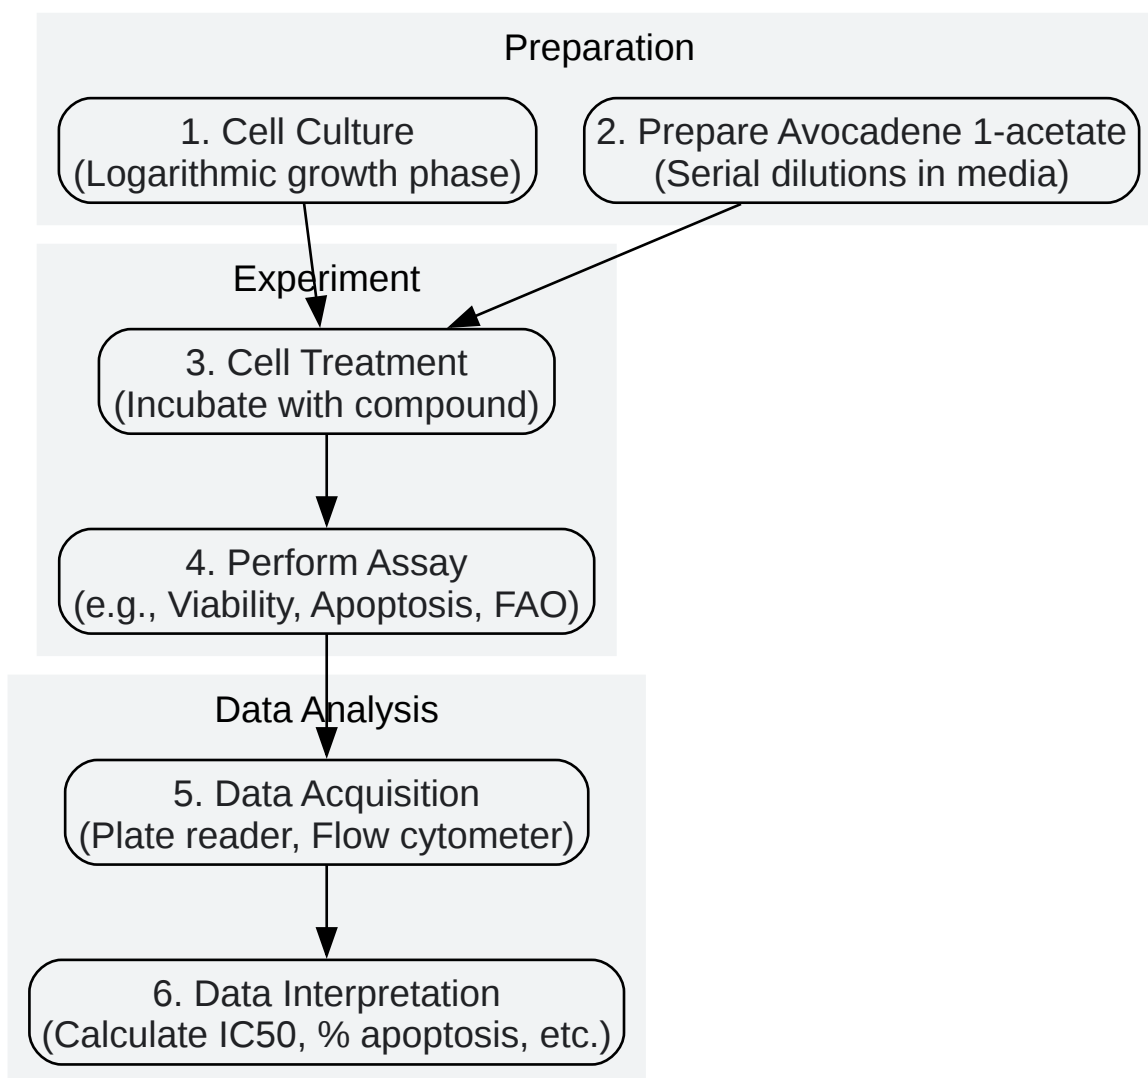 Preparation
1. Cell Culture
(Logarithmic growth phase)
2. Prepare Avocadene 1-acetate
(Serial dilutions in media)
Experiment
3. Cell Treatment
(Incubate with compound)
4. Perform Assay
(e.g., Viability, Apoptosis, FAO)
Data Analysis
5. Data Acquisition
(Plate reader, Flow cytometer)
6. Data Interpretation
(Calculate IC50, % apoptosis, etc.)